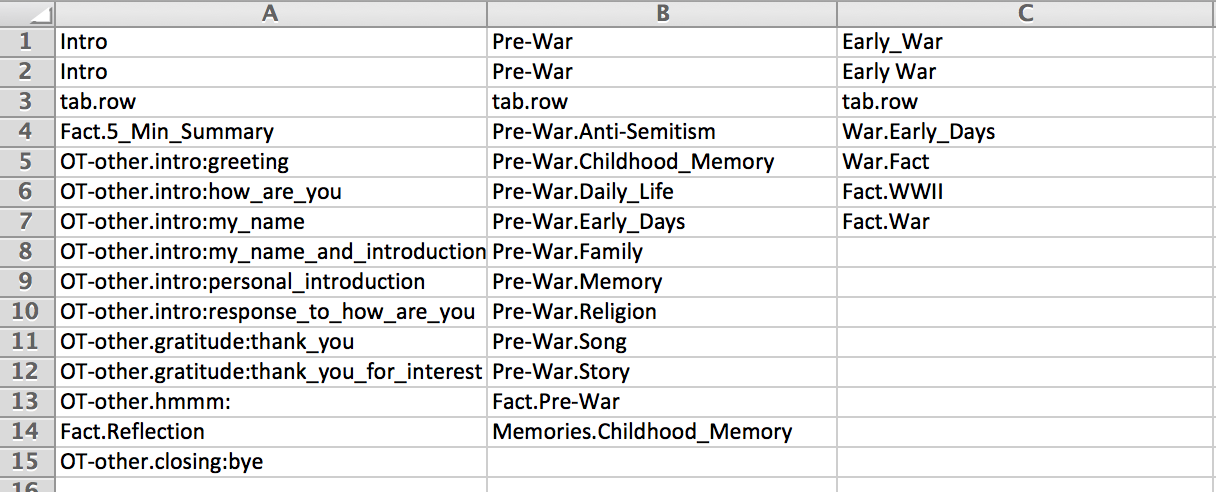 A B C
1 Intro Pre-War Early_War
2 Intro Pre-War Early War
3 tab.row tab.row tab.row
4 Fact.5_Min_Summary Pre-War.Anti-Semitism War.Early_Days
5 OT-other.intro:greeting Pre-War.Childhood_Memory War.Fact
6 OT-other.intro:how_are_you Pre-War.Daily_Life Fact.WWII
7 OT-other.intro:my_name Pre-War.Early_Days Fact.War
8 OT-other.intro:my_name_and_introduction Pre-War.Family
9 OT-other.intro:personal_introduction Pre-War.Memory
10 OT-other.intro:response_to_how_are_you Pre-War.Religion
11 OT-other.gratitude:thank_you Pre-War.Song
12 OT-other.gratitude:thank_you_for_interest Pre-War.Story
13 OT-other.hmmm: Fact.Pre-War
14 Fact.Reflection Memories.Childhood_Memory
15 OT-other.closing:bye
16